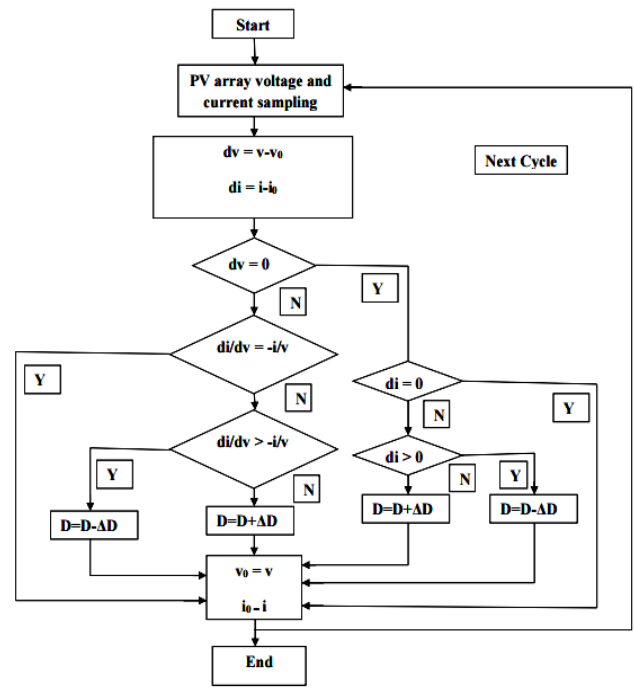 Start
PV array voltage and
current sampling
dv = v-v₀
di = i-i₀
Next Cycle
dv = 0
Y
N
di/dv = -i/v
Y
di = 0
N
Y
N
di/dv > -i/v
di > 0
Y
N
Y
N
D=D-ΔD
D=D+ΔD
D=D+ΔD
D=D-ΔD
v₀ = v
i₀ - i
End